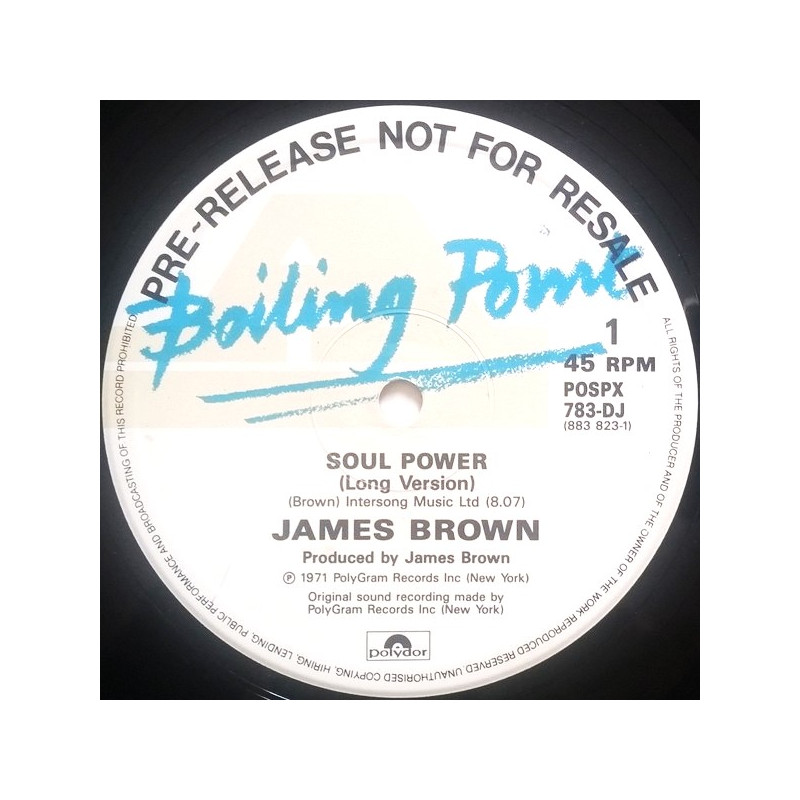 PRE-RELEASE NOT FOR RESALE
Boiling Point
1
45 RPM
POSPX
783-DJ
(883 823-1)
SOUL POWER
(Long Version)
(Brown) Intersong Music Ltd (8.07)
JAMES BROWN
Produced by James Brown
Ⓟ 1971 PolyGram Records Inc (New York)
Original sound recording made by
PolyGram Records Inc (New York)
polydor
ALL RIGHTS OF THE PRODUCER AND OF THE OWNER OF THE WORK REPRODUCED RESERVED. UNAUTHORISED COPYING, HIRING, LENDING, PUBLIC PERFORMANCE AND BROADCASTING OF THIS RECORD PROHIBITED